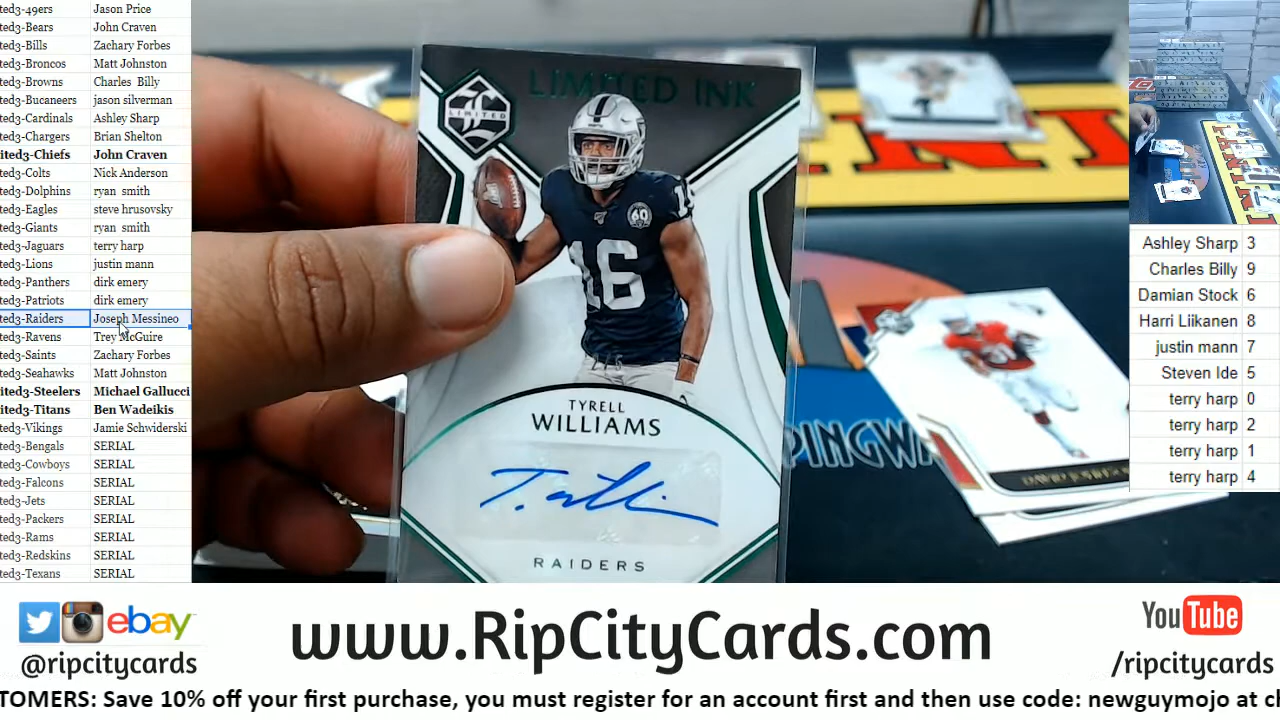 ted3-49ers Jason Price
ted3-Bears John Craven
ted3-Bills Zachary Forbes
ted3-Broncos Matt Johnston
ted3-Browns Charles Billy
ted3-Bucaneers jason silverman
ted3-Cardinals Ashley Sharp
ted3-Chargers Brian Shelton
ited3-Chiefs John Craven
ted3-Colts Nick Anderson
ted3-Dolphins ryan smith
ted3-Eagles steve hrusovsky
ted3-Giants ryan smith
ted3-Jaguars terry harp
ted3-Lions justin mann
ted3-Panthers dirk emery
ted3-Patriots dirk emery
ted3-Raiders Joseph Messineo
ted3-Ravens Trey McGuire
ted3-Saints Zachary Forbes
ted3-Seahawks Matt Johnston
ited3-Steelers Michael Gallucci
ited3-Titans Ben Wadeikis
ted3-Vikings Jamie Schwiderski
ted3-Bengals SERIAL
ted3-Cowboys SERIAL
ted3-Falcons SERIAL
ted3-Jets SERIAL
ted3-Packers SERIAL
ted3-Rams SERIAL
ted3-Redskins SERIAL
ted3-Texans SERIAL
LIMITED INK
LIMITED
60
16
2/5
TYRELL
WILLIAMS
RAIDERS
PINGWA
Ashley Sharp 3
Charles Billy 9
Damian Stock 6
Harri Liikanen 8
justin mann 7
Steven Ide 5
terry harp 0
terry harp 2
terry harp 1
terry harp 4
ebay
@ripcitycards
www.RipCityCards.com
YouTube
/ripcitycards
TOMERS: Save 10% off your first purchase, you must register for an account first and then use code: newguymojo at ch